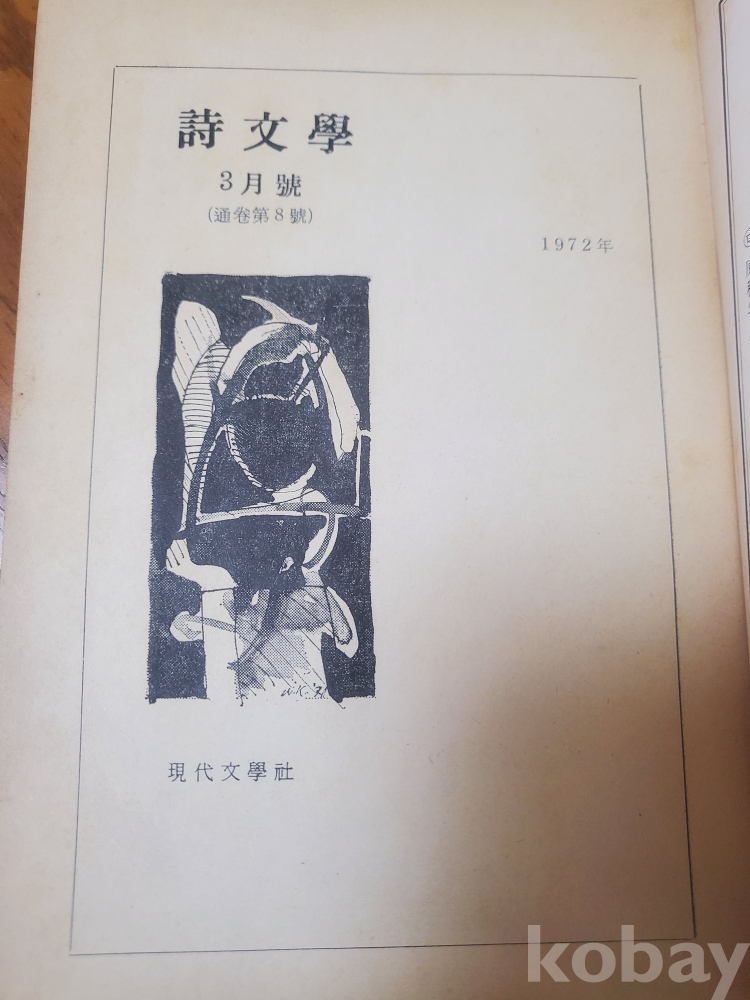 詩文學
3月號
(通卷第8號)
1972年
現代文學社
kobay